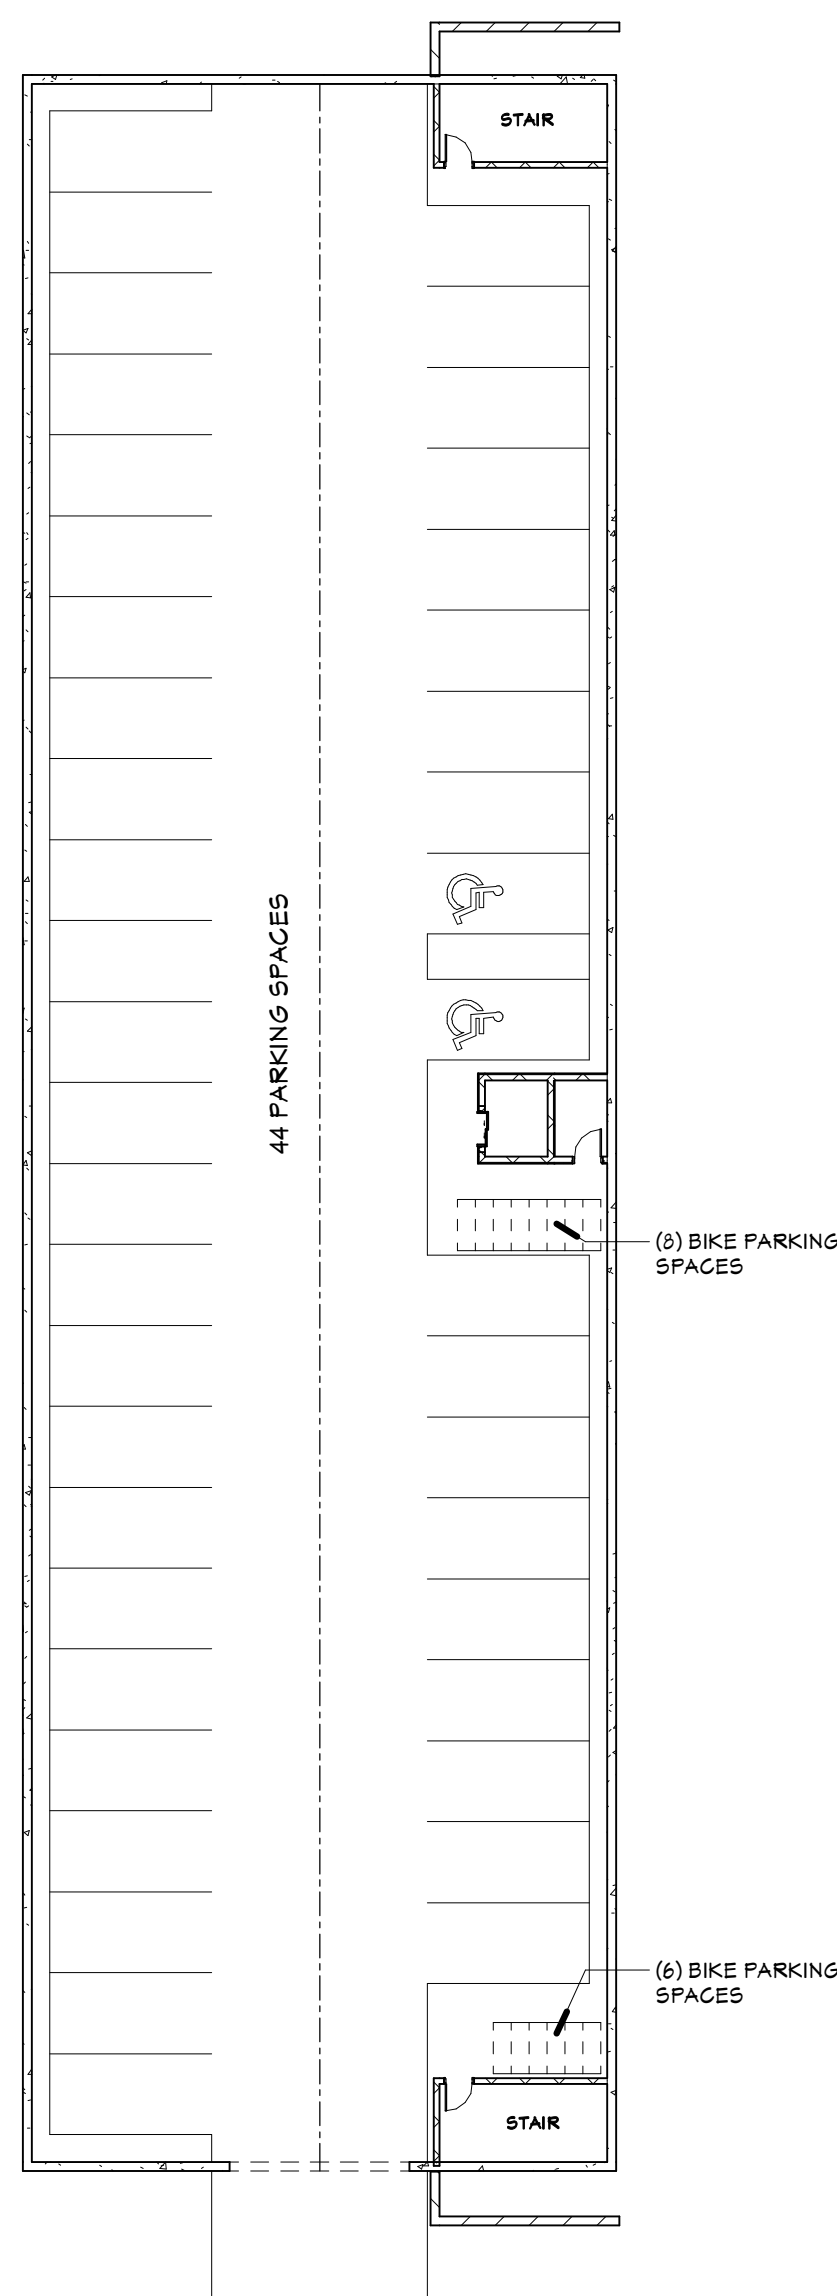 STAIR
44 PARKING SPACES
(8) BIKE PARKING
SPACES
(6) BIKE PARKING
SPACES
STAIR